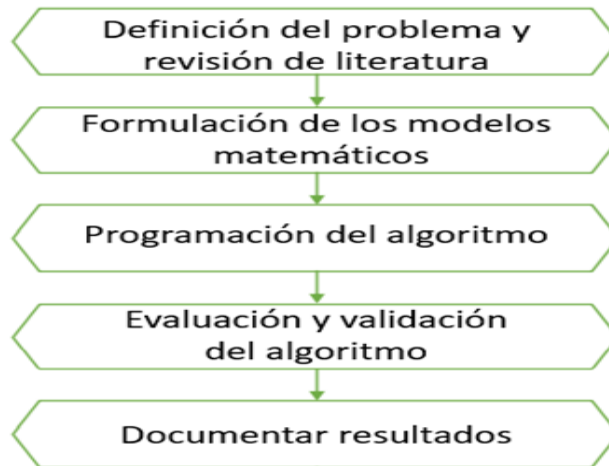 Definición del problema y
revisión de literatura
Formulación de los modelos
matemáticos
Programación del algoritmo
Evaluación y validación
del algoritmo
Documentar resultados